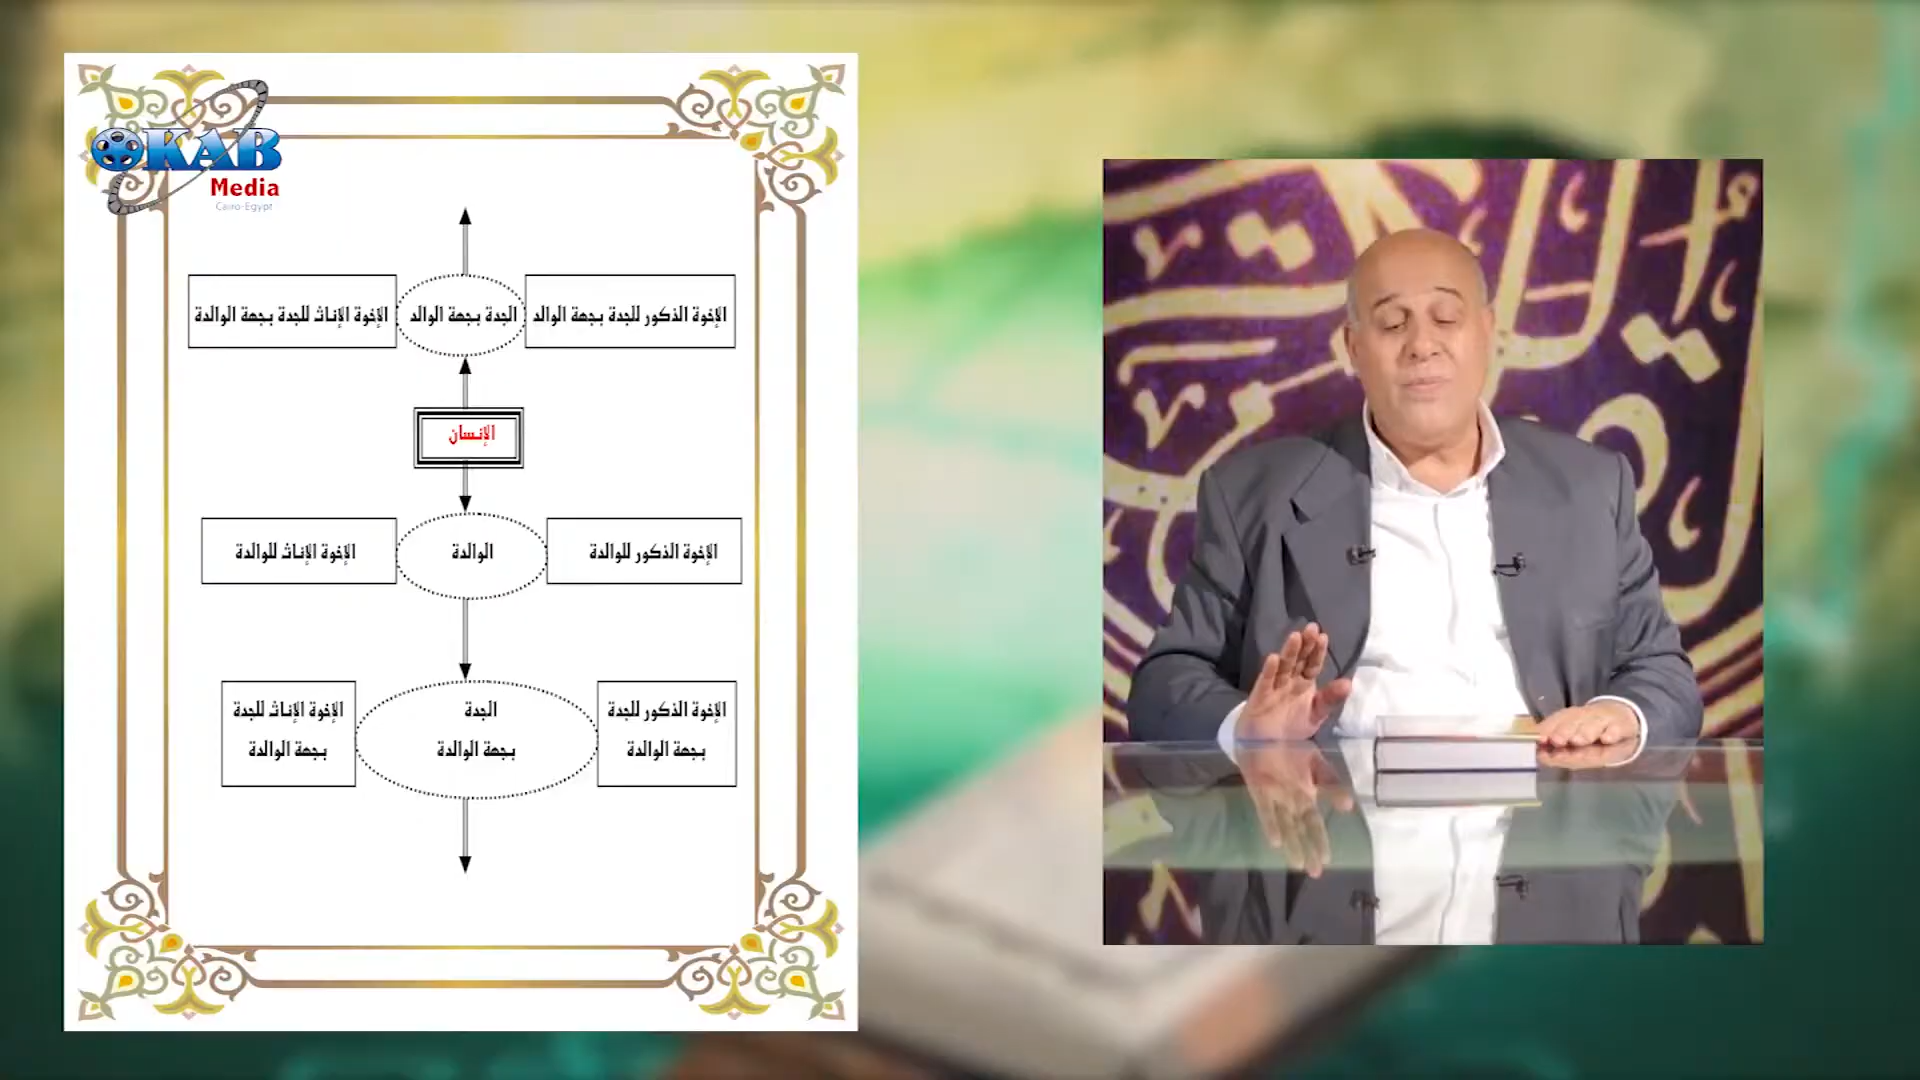 OKAB
Media
Cairo-Egypt
الإخوة الذكور للجدة بجهة الوالد
الجدة بجهة الوالد
الإخوة الإناث للجدة بجهة الوالدة
الإنسان
الإخوة الذكور للوالدة
الوالدة
الإخوة الإناث للوالدة
الإخوة الذكور للجدة
بجهة الوالدة
الجدة
بجهة الوالدة
الإخوة الإناث للجدة
بجهة الوالدة